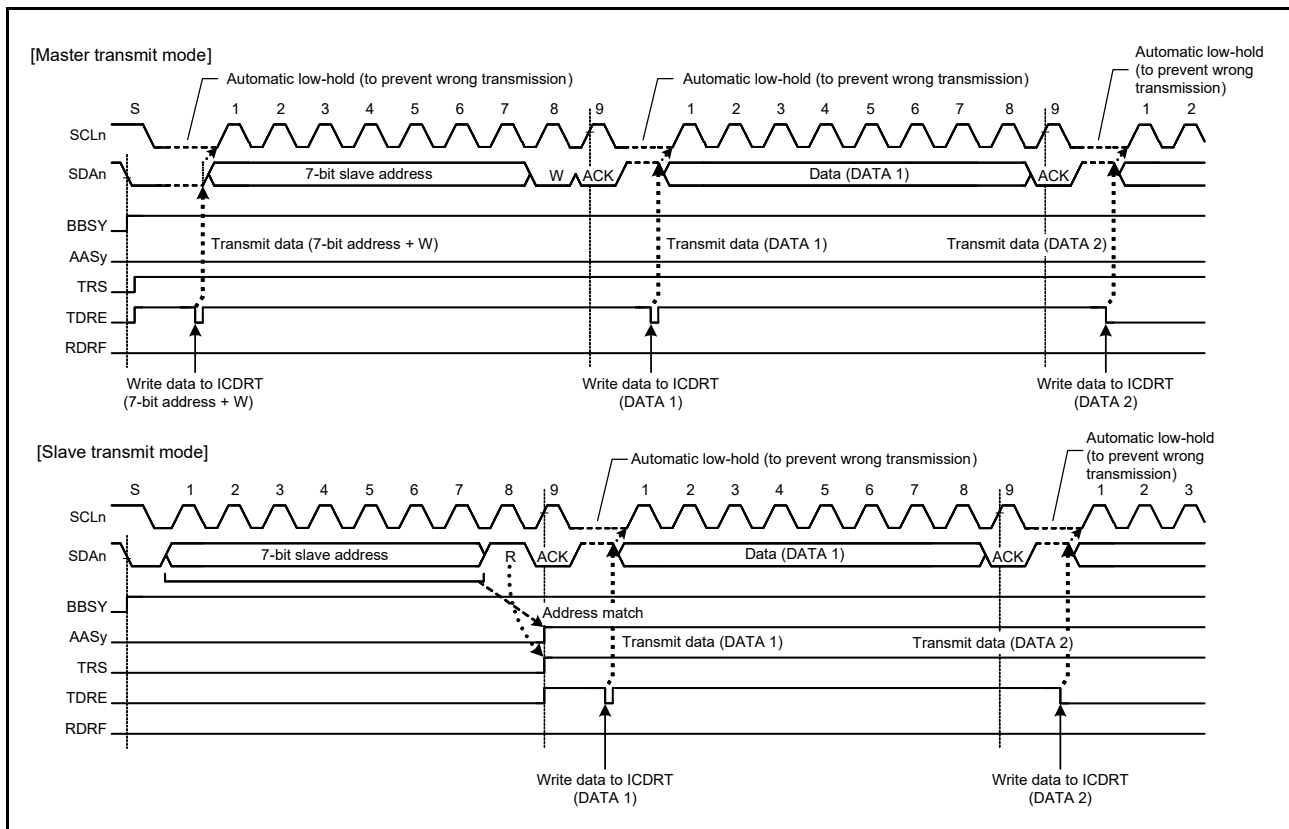 [Master transmit mode]
Automatic low-hold (to prevent wrong transmission)
Automatic low-hold (to prevent wrong transmission)
Automatic low-hold
(to prevent wrong
transmission)
S 1 2 3 4 5 6 7 8 9 1 2 3 4 5 6 7 8 9 1 2
SCLn
SDAn 7-bit slave address W ACK Data (DATA 1) ACK
BBSY
Transmit data (7-bit address + W) Transmit data (DATA 1) Transmit data (DATA 2)
AASy
TRS
TDRE
RDRF
Write data to ICDRT
(7-bit address + W)
Write data to ICDRT
(DATA 1)
Write data to ICDRT
(DATA 2)
[Slave transmit mode]
Automatic low-hold (to prevent wrong transmission)
Automatic low-hold
(to prevent wrong
transmission)
S 1 2 3 4 5 6 7 8 9 1 2 3 4 5 6 7 8 9 1 2 3
SCLn
SDAn 7-bit slave address R ACK Data (DATA 1) ACK
BBSY
Address match
AASy
Transmit data (DATA 1) Transmit data (DATA 2)
TRS
TDRE
RDRF
Write data to ICDRT
(DATA 1)
Write data to ICDRT
(DATA 2)